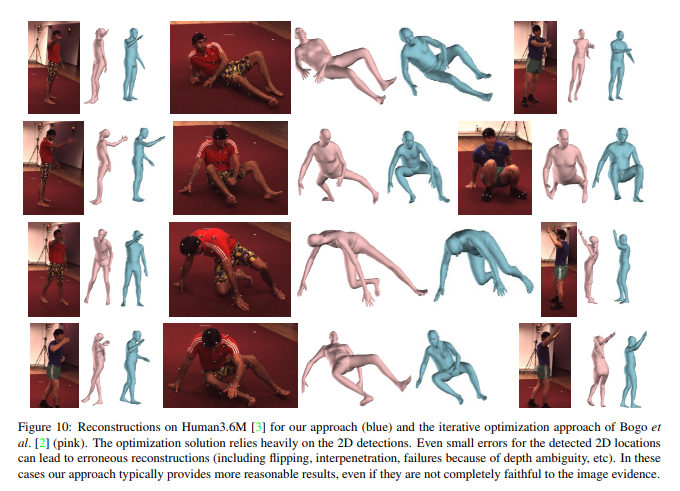 Figure 10: Reconstructions on Human3.6M [3] for our approach (blue) and the iterative optimization approach of Bogo et
al. [2] (pink). The optimization solution relies heavily on the 2D detections. Even small errors for the detected 2D locations
can lead to erroneous reconstructions (including flipping, interpenetration, failures because of depth ambiguity, etc). In these
cases our approach typically provides more reasonable results, even if they are not completely faithful to the image evidence.